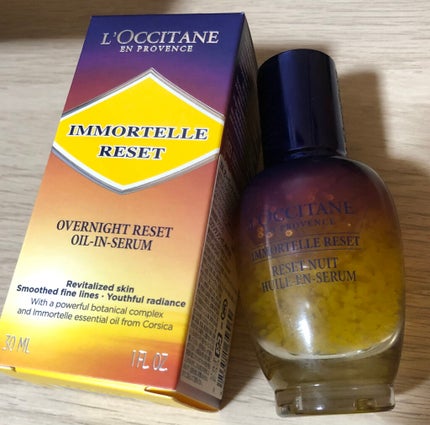 L'OCCITANE
EN PROVENCE
IMMORTELLE
RESET
OVERNIGHT RESET
OIL-IN-SERUM
Revitalized skin
Smoothed fine lines · Youthful radiance
With a powerful botanical complex
and Immortelle essential oil from Corsica
30 ML
1 FL OZ.
L'OCCITANE
EN PROVENCE
IMMORTELLE RESET
RESET NUIT
HUILE-EN-SERUM